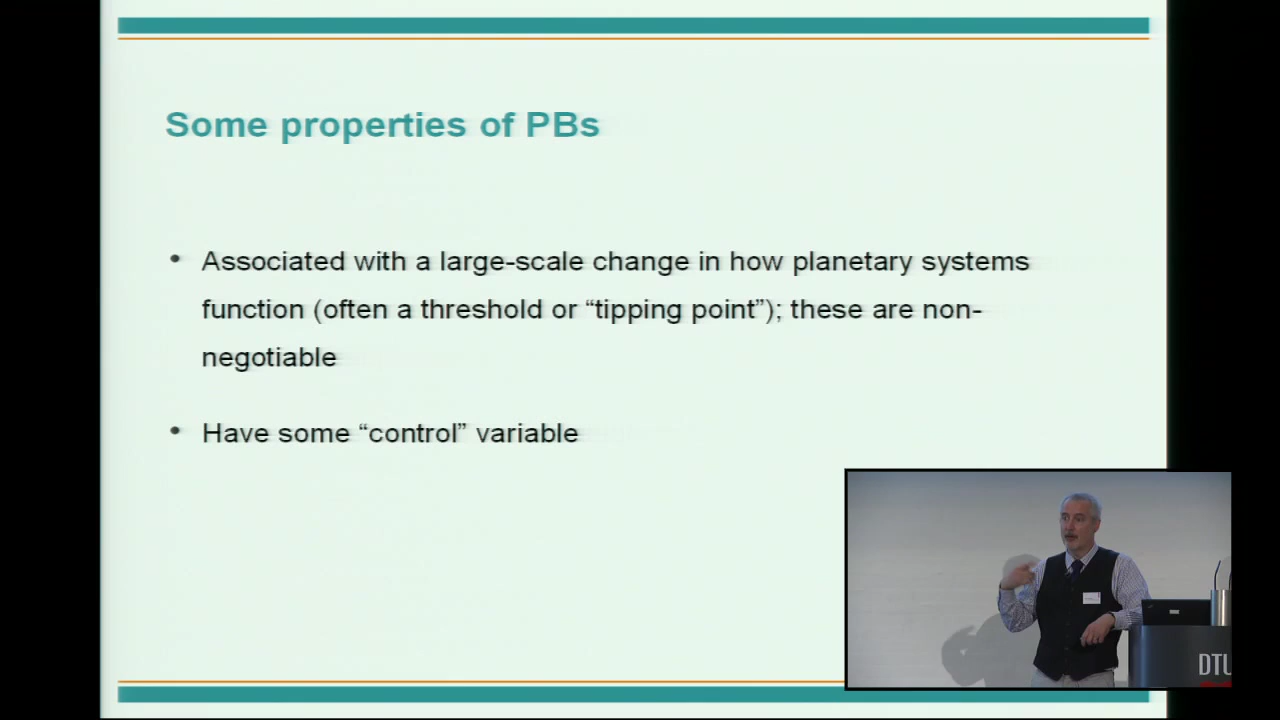 Some properties of PBs
• Associated with a large-scale change in how planetary systems
function (often a threshold or “tipping point”); these are non-
negotiable
• Have some “control” variable
DTU